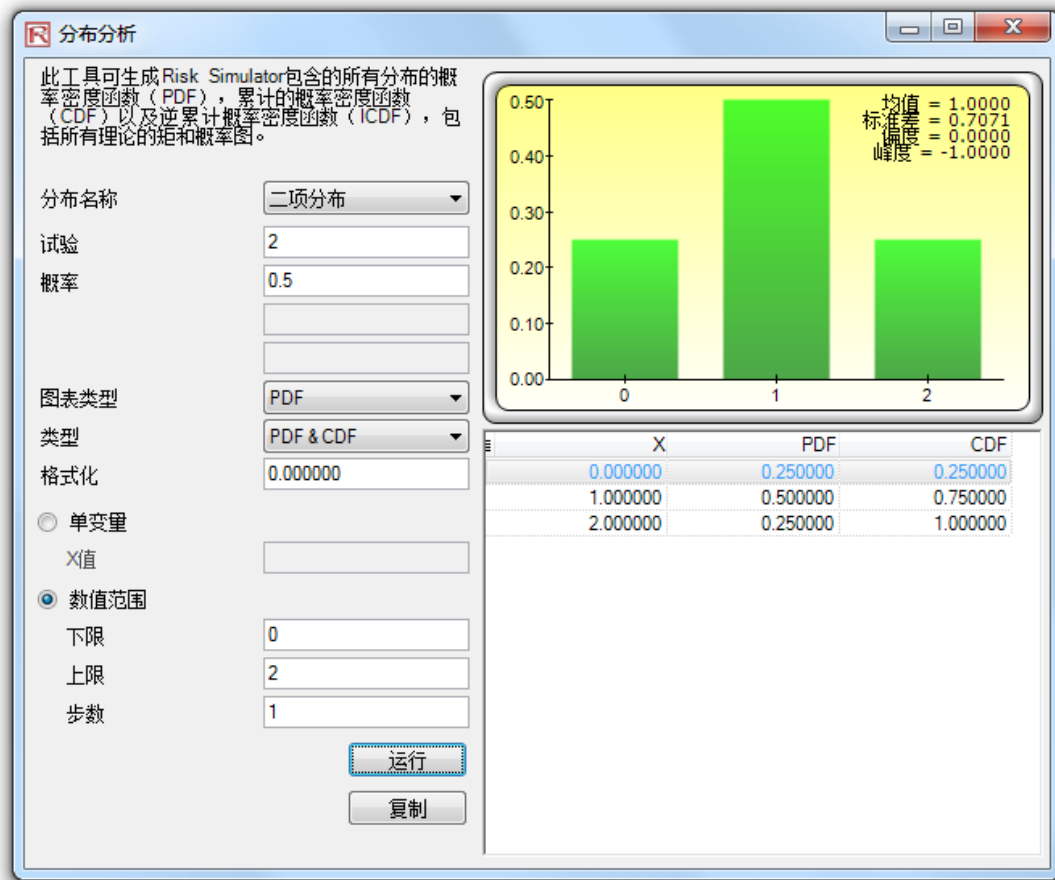 分布分析
此工具可生成Risk Simulator包含的所有分布的概
率密度函数（PDF），累计的概率密度函数
（CDF）以及逆累计概率密度函数（ICDF），包
括所有理论的矩和概率图。
分布名称 二项分布
试验 2
概率 0.5
图表类型 PDF
类型 PDF & CDF
格式化 0.000000
单变量
X值
数值范围
下限 0
上限 2
步数 1
运行
复制
均值 = 1.0000
标准差 = 0.7071
偏度 = 0.0000
峰度 = -1.0000
0.50
0.40
0.30
0.20
0.10
0.00
0 1 2
X PDF CDF
0.000000 0.250000 0.250000
1.000000 0.500000 0.750000
2.000000 0.250000 1.000000